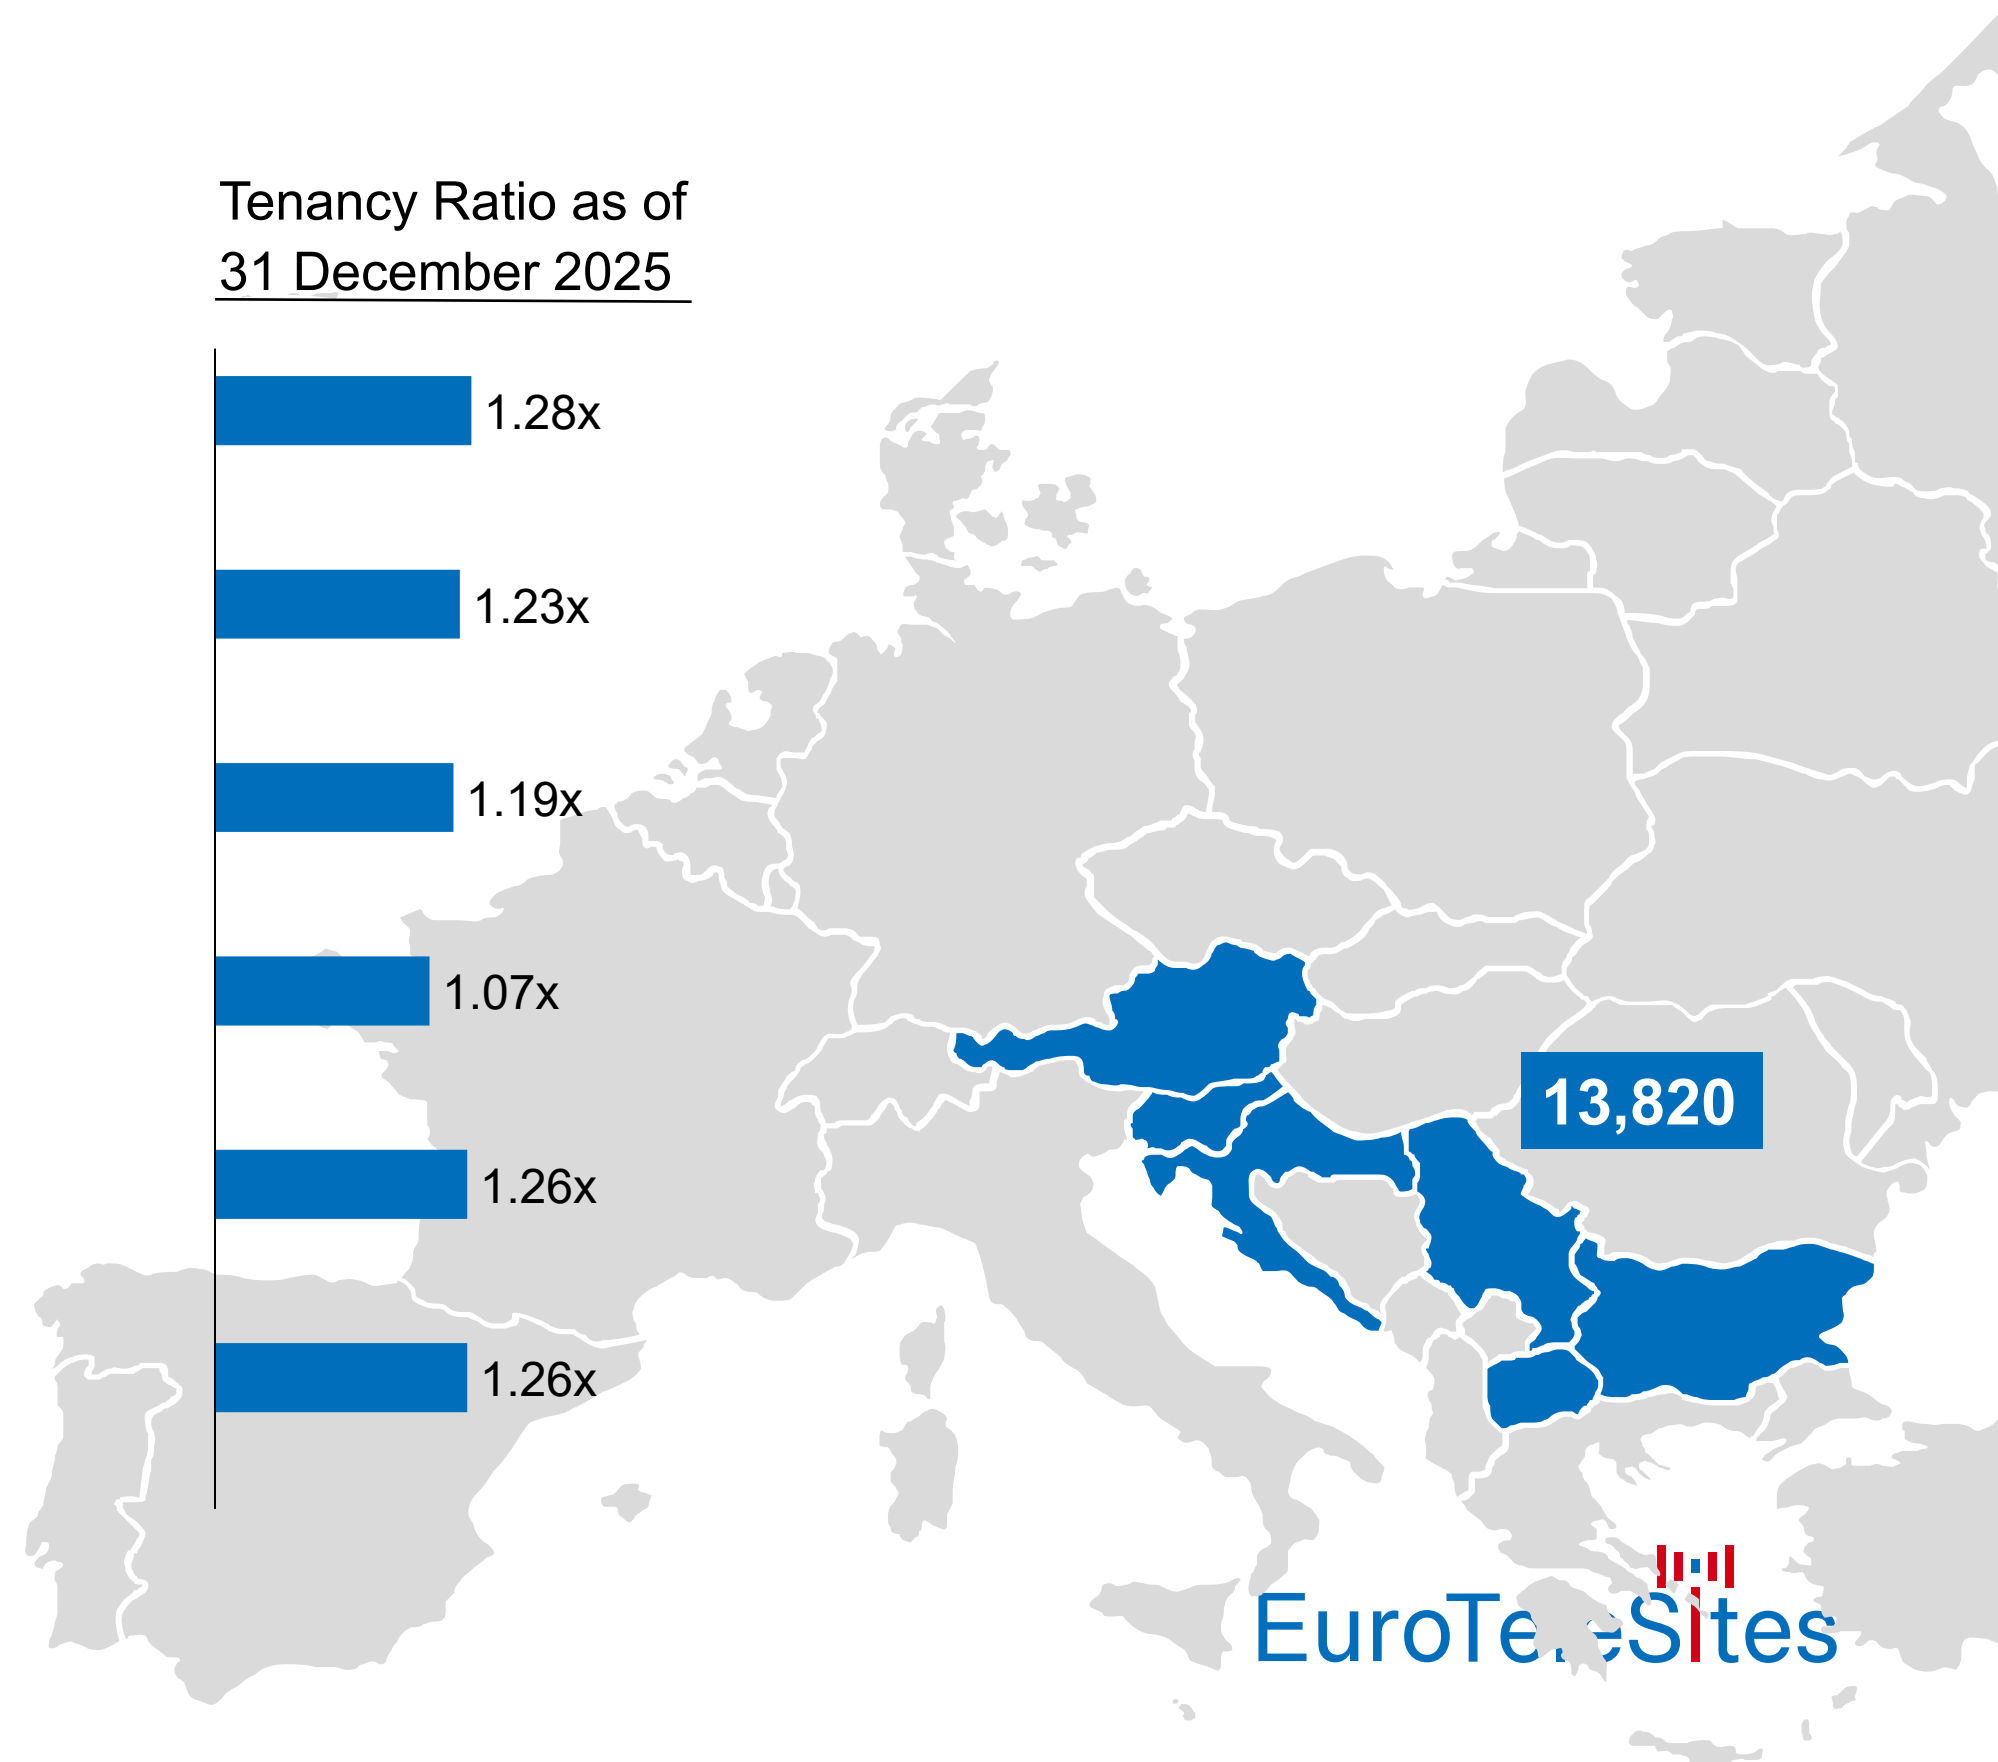 Tenancy Ratio as of
31 December 2025
1.28x
1.23x
1.19x
1.07x
1.26x
1.26x
13,820
EuroTeleSites